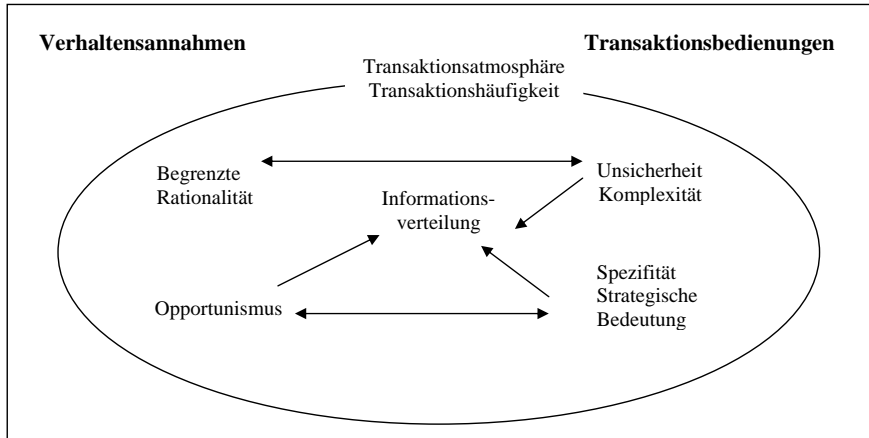 Verhaltensannahmen
Transaktionsbedienungen
Transaktionsatmosphäre
Transaktionshäufigkeit
Begrenzte
Rationalität
Unsicherheit
Komplexität
Informations-
verteilung
Opportunismus
Spezifität
Strategische
Bedeutung